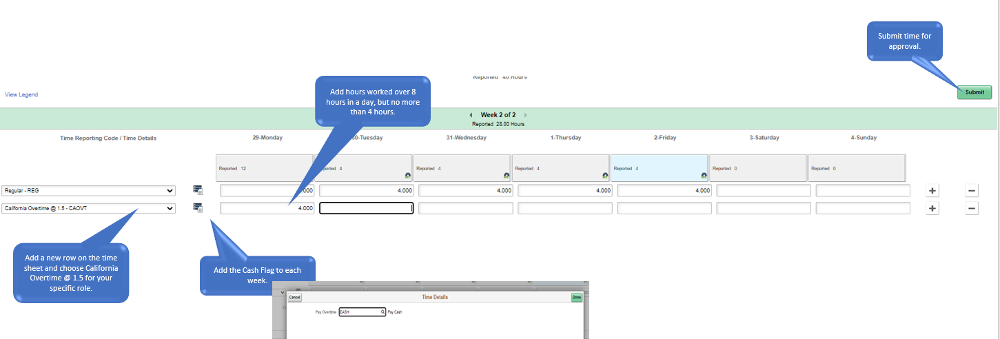 Submit time for
approval.
Reported 40 Hours
View Legend
Submit
Add hours worked over 8
hours in a day, but no more
than 4 hours.
Week 2 of 2
Reported 28.00 Hours
Time Reporting Code / Time Details
29-Monday
30-Tuesday
31-Wednesday
1-Thursday
2-Friday
3-Saturday
4-Sunday
Reported 12
Reported 4
Reported 4
Reported 4
Reported 4
Reported 0
Reported 0
Regular - REG
.000
4.000
4.000
4.000
4.000
California Overtime @ 1.5 - CAOVT
4.000
Add a new row on the time
sheet and choose California
Overtime @ 1.5 for your
specific role.
Add the Cash Flag to each
week.
Cancel
Time Details
Done
Pay Overtime
CASH
Pay Cash